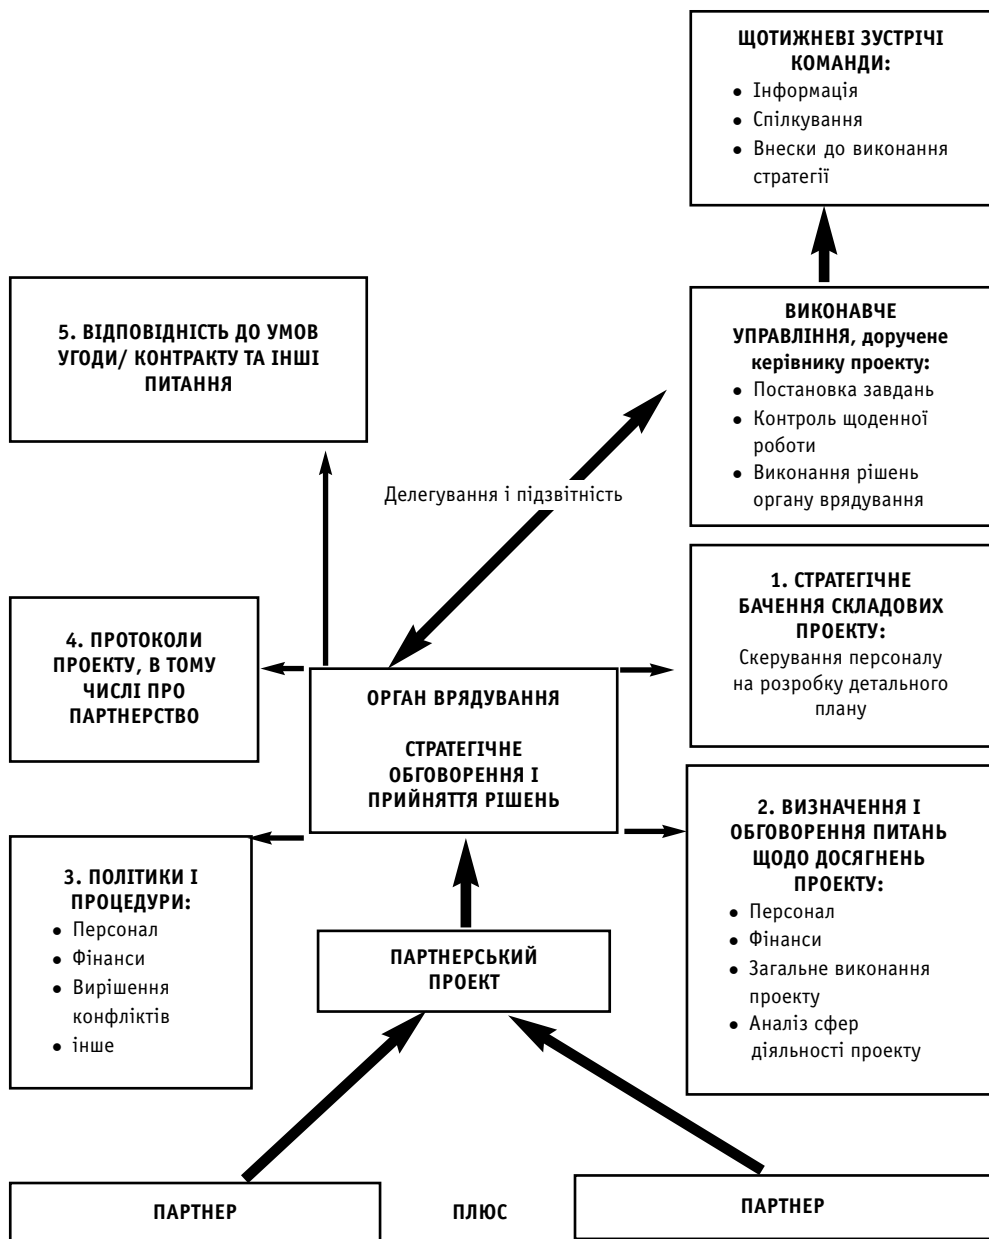 ЩОТИЖНЕВІ ЗУСТРІЧІ
КОМАНДИ:
• Інформація
• Спілкування
• Внески до виконання
стратегії
5. ВІДПОВІДНІСТЬ ДО УМОВ
УГОДИ/ КОНТРАКТУ ТА ІНШІ
ПИТАННЯ
ВИКОНАВЧЕ
УПРАВЛІННЯ, доручене
керівнику проекту:
• Постановка завдань
• Контроль щоденної
роботи
• Виконання рішень
органу врядування
Делегування і підзвітність
1. СТРАТЕГІЧНЕ
БАЧЕННЯ СКЛАДОВИХ
ПРОЕКТУ:
Скерування персоналу
на розробку детального
плану
4. ПРОТОКОЛИ
ПРОЕКТУ, В ТОМУ
ЧИСЛІ ПРО
ПАРТНЕРСТВО
ОРГАН ВРЯДУВАННЯ
СТРАТЕГІЧНЕ
ОБГОВОРЕННЯ І
ПРИЙНЯТТЯ РІШЕНЬ
2. ВИЗНАЧЕННЯ І
ОБГОВОРЕННЯ ПИТАНЬ
ЩОДО ДОСЯГНЕНЬ
ПРОЕКТУ:
• Персонал
• Фінанси
• Загальне виконання
проекту
• Аналіз сфер
діяльності проекту
3. ПОЛІТИКИ І
ПРОЦЕДУРИ:
• Персонал
• Фінанси
• Вирішення
конфліктів
• інше
ПАРТНЕРСЬКИЙ
ПРОЕКТ
ПАРТНЕР
ПЛЮС
ПАРТНЕР